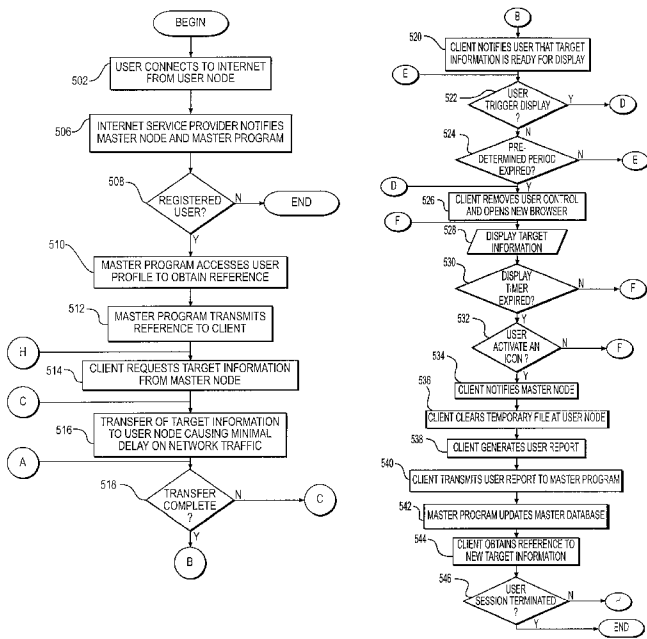 BEGIN
502
USER CONNECTS TO INTERNET
FROM USER NODE
506
INTERNET SERVICE PROVIDER NOTIFIES
MASTER NODE AND MASTER PROGRAM
508
REGISTERED
USER?
N
END
Y
510
MASTER PROGRAM ACCESSES USER
PROFILE TO OBTAIN REFERENCE
512
MASTER PROGRAM TRANSMITS
REFERENCE TO CLIENT
H
514
CLIENT REQUESTS TARGET INFORMATION
FROM MASTER NODE
C
516
TRANSFER OF TARGET INFORMATION
TO USER NODE CAUSING MINIMAL
DELAY ON NETWORK TRAFFIC
A
518
TRANSFER
COMPLETE
?
N
C
Y
B
B
520
CLIENT NOTIFIES USER THAT TARGET
INFORMATION IS READY FOR DISPLAY
E
522
USER
TRIGGER DISPLAY
?
Y
D
N
524
PRE-
DETERMINED PERIOD
EXPIRED?
N
E
Y
D
526
CLIENT REMOVES USER CONTROL
AND OPENS NEW BROWSER
F
528
DISPLAY TARGET
INFORMATION
530
DISPLAY
TIMER
EXPIRED?
N
F
Y
532
USER
ACTIVATE AN
ICON ?
N
F
Y
534
CLIENT NOTIFIES MASTER NODE
536
CLIENT CLEARS TEMPORARY FILE AT USER NODE
538
CLIENT GENERATES USER REPORT
540
CLIENT TRANSMITS USER REPORT TO MASTER PROGRAM
542
MASTER PROGRAM UPDATES MASTER DATABASE
544
CLIENT OBTAINS REFERENCE TO
NEW TARGET INFORMATION
546
USER
SESSION TERMINATED
?
N
Y
END